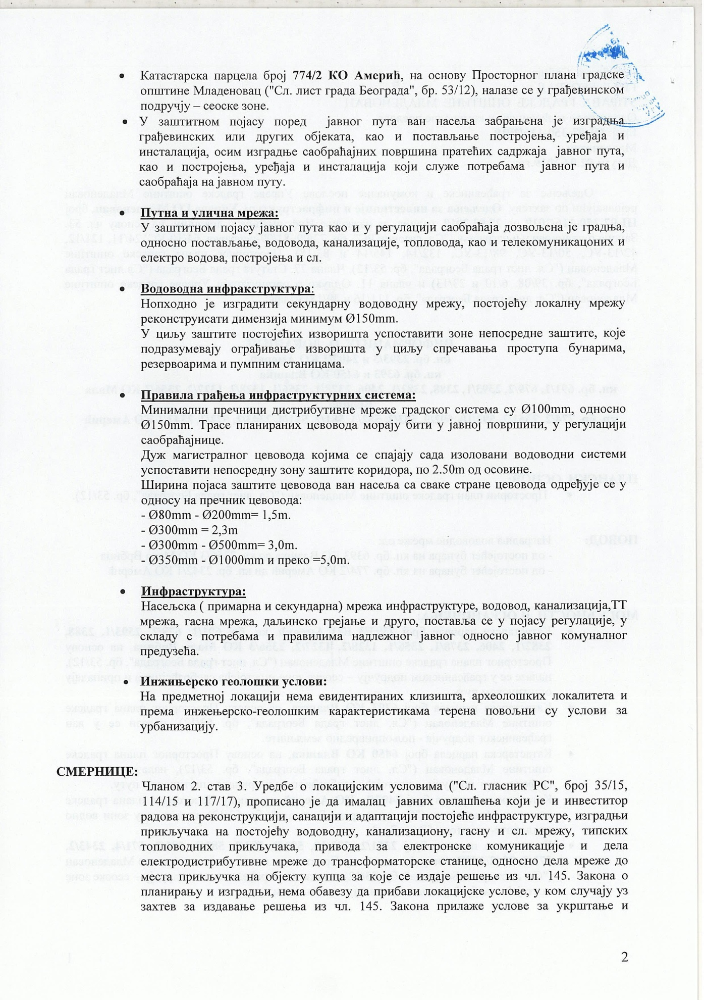 • Катастарска парцела број 774/2 КО Амерић, на основу Просторног плана градске
општине Младеновац ("Сл. лист града Београда", бр. 53/12), налазе се у грађевинском
подручју – сеоске зоне.
• У заштитном појасу поред јавног пута ван насеља забрањена је изградња
грађевинских или других објеката, као и постављање постројења, уређаја и
инсталација, осим изградње саобраћајних површина пратећих садржаја јавног пута,
као и постројења, уређаја и инсталација који служе потребама јавног пута и
саобраћаја на јавном путу.
• Путна и улична мрежа:
У заштитном појасу јавног пута као и у регулацији саобраћаја дозвољена је градња,
односно постављање, водовода, канализације, топловода, као и телекомуникацоних и
електро водова, постројења и сл.
• Водоводна инфракструктура:
Нопходно је изградити секундарну водоводну мрежу, постојећу локалну мрежу
реконструисати димензија минимум Ø150mm.
У циљу заштите постојећих изворишта успоставити зоне непосредне заштите, које
подразумевају ограђивање изворишта у циљу спречавања проступа бунарима,
резервоарима и пумпним станицама.
• Правила грађења инфраструктурних система:
Минимални пречници дистрибутивне мреже градског система су Ø100mm, односно
Ø150mm. Трасе планираних цевовода морају бити у јавној површини, у регулацији
саобраћајнице.
Дуж магистралног цевовода којима се спајају сада изоловани водоводни системи
успоставити непосредну зону заштите коридора, по 2.50m од осовине.
Ширина појаса заштите цевовода ван насеља са сваке стране цевовода одређује се у
односу на пречник цевовода:
- Ø80mm - Ø200mm= 1,5m.
- Ø300mm = 2,3m
- Ø300mm - Ø500mm= 3,0m.
- Ø350mm - Ø1000mm и преко =5,0m.
• Инфраструктура:
Насељска ( примарна и секундарна) мрежа инфраструктуре, водовод, канализација,ТТ
мрежа, гасна мрежа, даљинско грејање и друго, поставља се у појасу регулације, у
складу с потребама и правилима надлежног јавног односно јавног комуналног
предузећа.
• Инжињерско геолошки услови:
На предметној локацији нема евидентираних клизишта, археолошких локалитета и
према инжењерско-геолошким карактеристикама терена повољни су услови за
урбанизацију.
СМЕРНИЦЕ:
Чланом 2. став 3. Уредбе о локацијским условима ("Сл. гласник РС", број 35/15,
114/15 и 117/17), прописано је да ималац јавних овлашћења који је и инвеститор
радова на реконструкцији, санацији и адаптацији постојеће инфраструктуре, изградњи
прикључака на постојећу водоводну, канализациону, гасну и сл. мрежу, типских
топловодних прикључака, привода за електронске комуникације и дела
електродистрибутивне мреже до трансформаторске станице, односно дела мреже до
места прикључка на објекту купца за које се издаје решење из чл. 145. Закона о
планирању и изградњи, нема обавезу да прибави локацијске услове, у ком случају уз
захтев за издавање решења из чл. 145. Закона прилаже услове за укрштање и
2